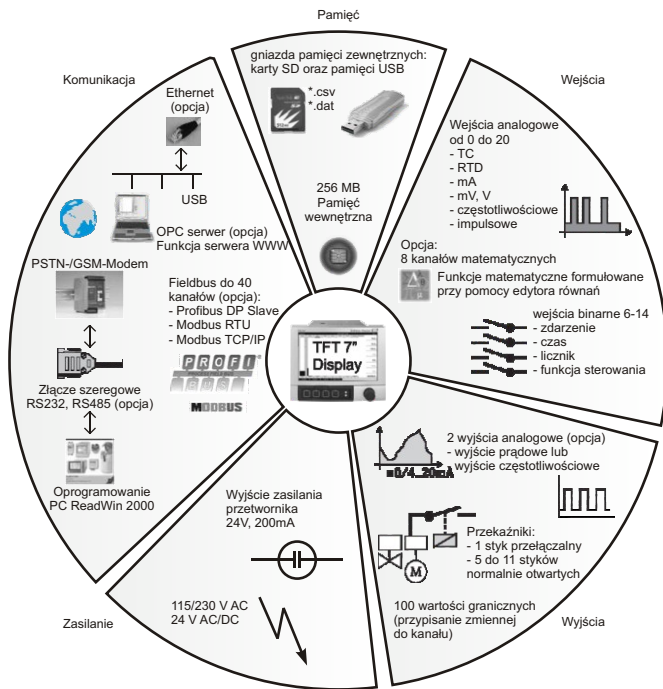 Pamięć
gniazda pamięci zewnętrznych:
karty SD oraz pamięci USB
*.csv
*.dat
256 MB
Pamięć
wewnętrzna
Komunikacja
Ethernet
(opcja)
USB
OPC serwer (opcja)
Funkcja serwera WWW
PSTN-/GSM-Modem
Fieldbus do 40
kanałów (opcja):
- Profibus DP Slave
- Modbus RTU
- Modbus TCP/IP
PROFI
BUS
MODBUS
Złącze szeregowe
RS232, RS485 (opcja)
Oprogramowanie
PC ReadWin 2000
Wejścia
Wejścia analogowe
od 0 do 20
- TC
- RTD
- mA
- mV, V
- częstotliwościowe
- impulsowe
Opcja:
8 kanałów matematycznych
Funkcje matematyczne formułowane
przy pomocy edytora równań
wejścia binarne 6-14
- zdarzenie
- czas
- licznik
- funkcja sterowania
TFT 7"
Display
2 wyjścia analogowe (opcja)
- wyjście prądowe lub
wyjście częstotliwościowe
=0/4..20mA
Przekaźniki:
- 1 styk przełączalny
- 5 do 11 styków
normalnie otwartych
M
100 wartości granicznych
(przypisanie zmiennej
do kanału)
Wyjścia
Wyjście zasilania
przetwornika
24V, 200mA
115/230 V AC
24 V AC/DC
Zasilanie